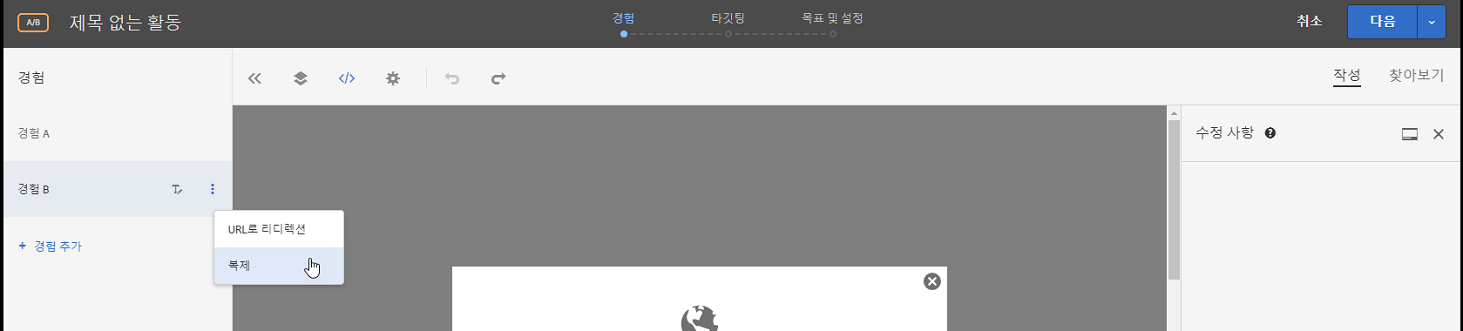 A/B 제목 없는 활동 경험 타깃팅 목표 및 설정 취소 다음
경험 </> 작성 찾아보기
경험 A 수정 사항 ?
경험 B
URL로 리디렉션
+ 경험 추가
복제